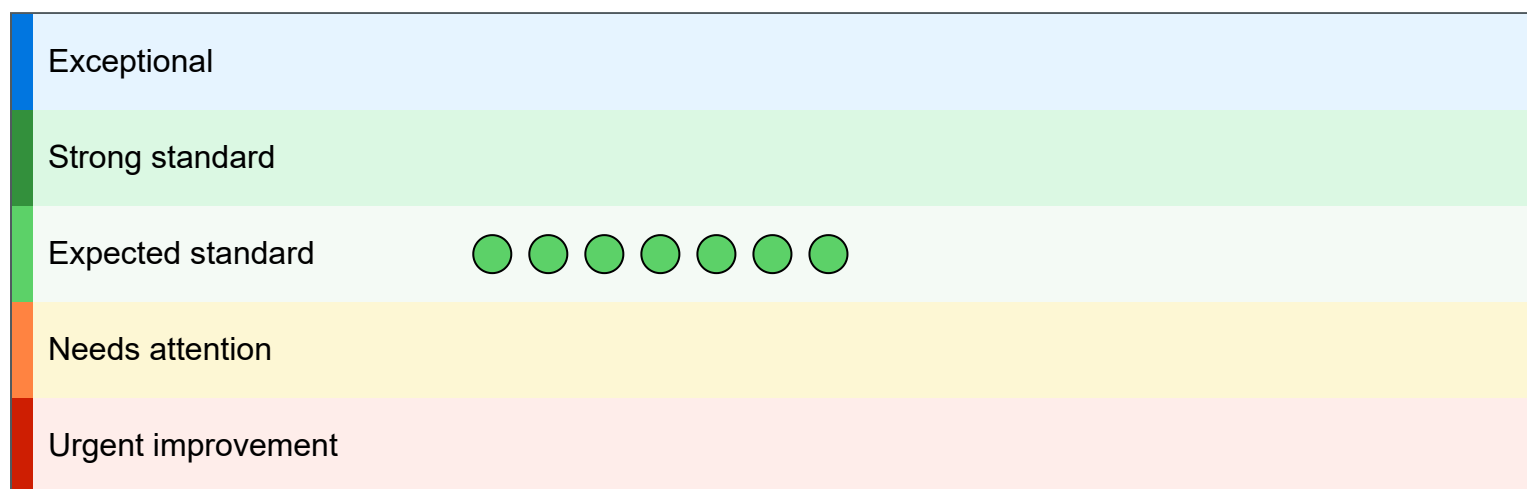 Exceptional
Strong standard
Expected standard
Needs attention
Urgent improvement